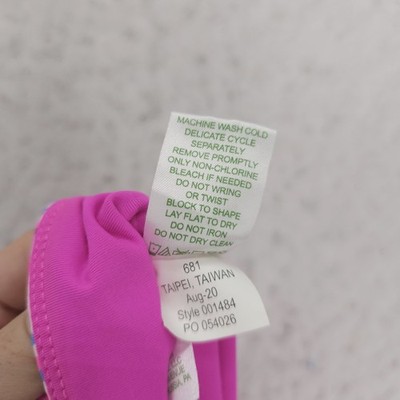 MACHINE WASH COLD
DELICATE CYCLE
SEPARATELY
REMOVE PROMPTLY
ONLY NON-CHLORINE
BLEACH IF NEEDED
DO NOT WRING
OR TWIST
BLOCK TO SHAPE
LAY FLAT TO DRY
DO NOT IRON
DO NOT DRY CLEAN
681
TAIPEI, TAIWAN
Aug-20
Style 001484
PO 054026